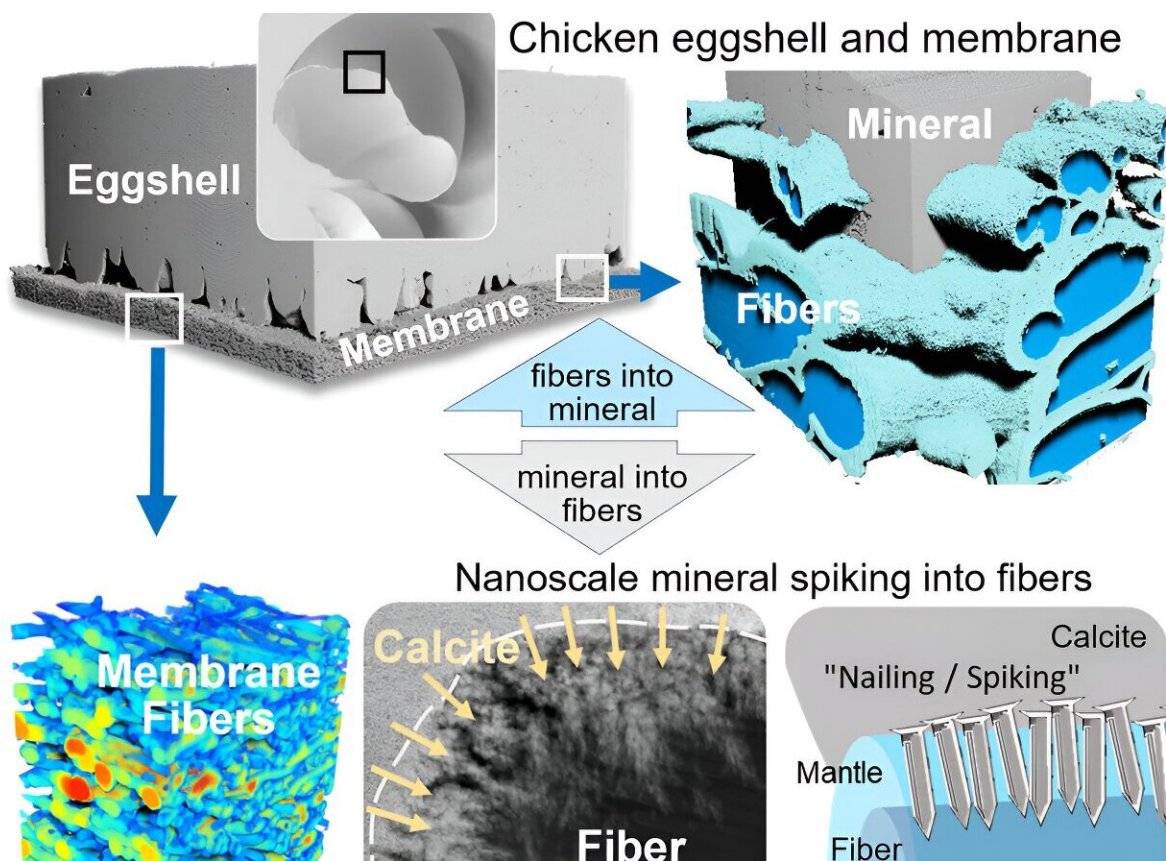 Chicken eggshell and membrane
Eggshell
Membrane
Mineral
Fibers
fibers into
mineral
mineral into
fibers
Nanoscale mineral spiking into fibers
Membrane
Fibers
Calcite
Fiber
Calcite
"Nailing / Spiking"
Mantle
Fiber